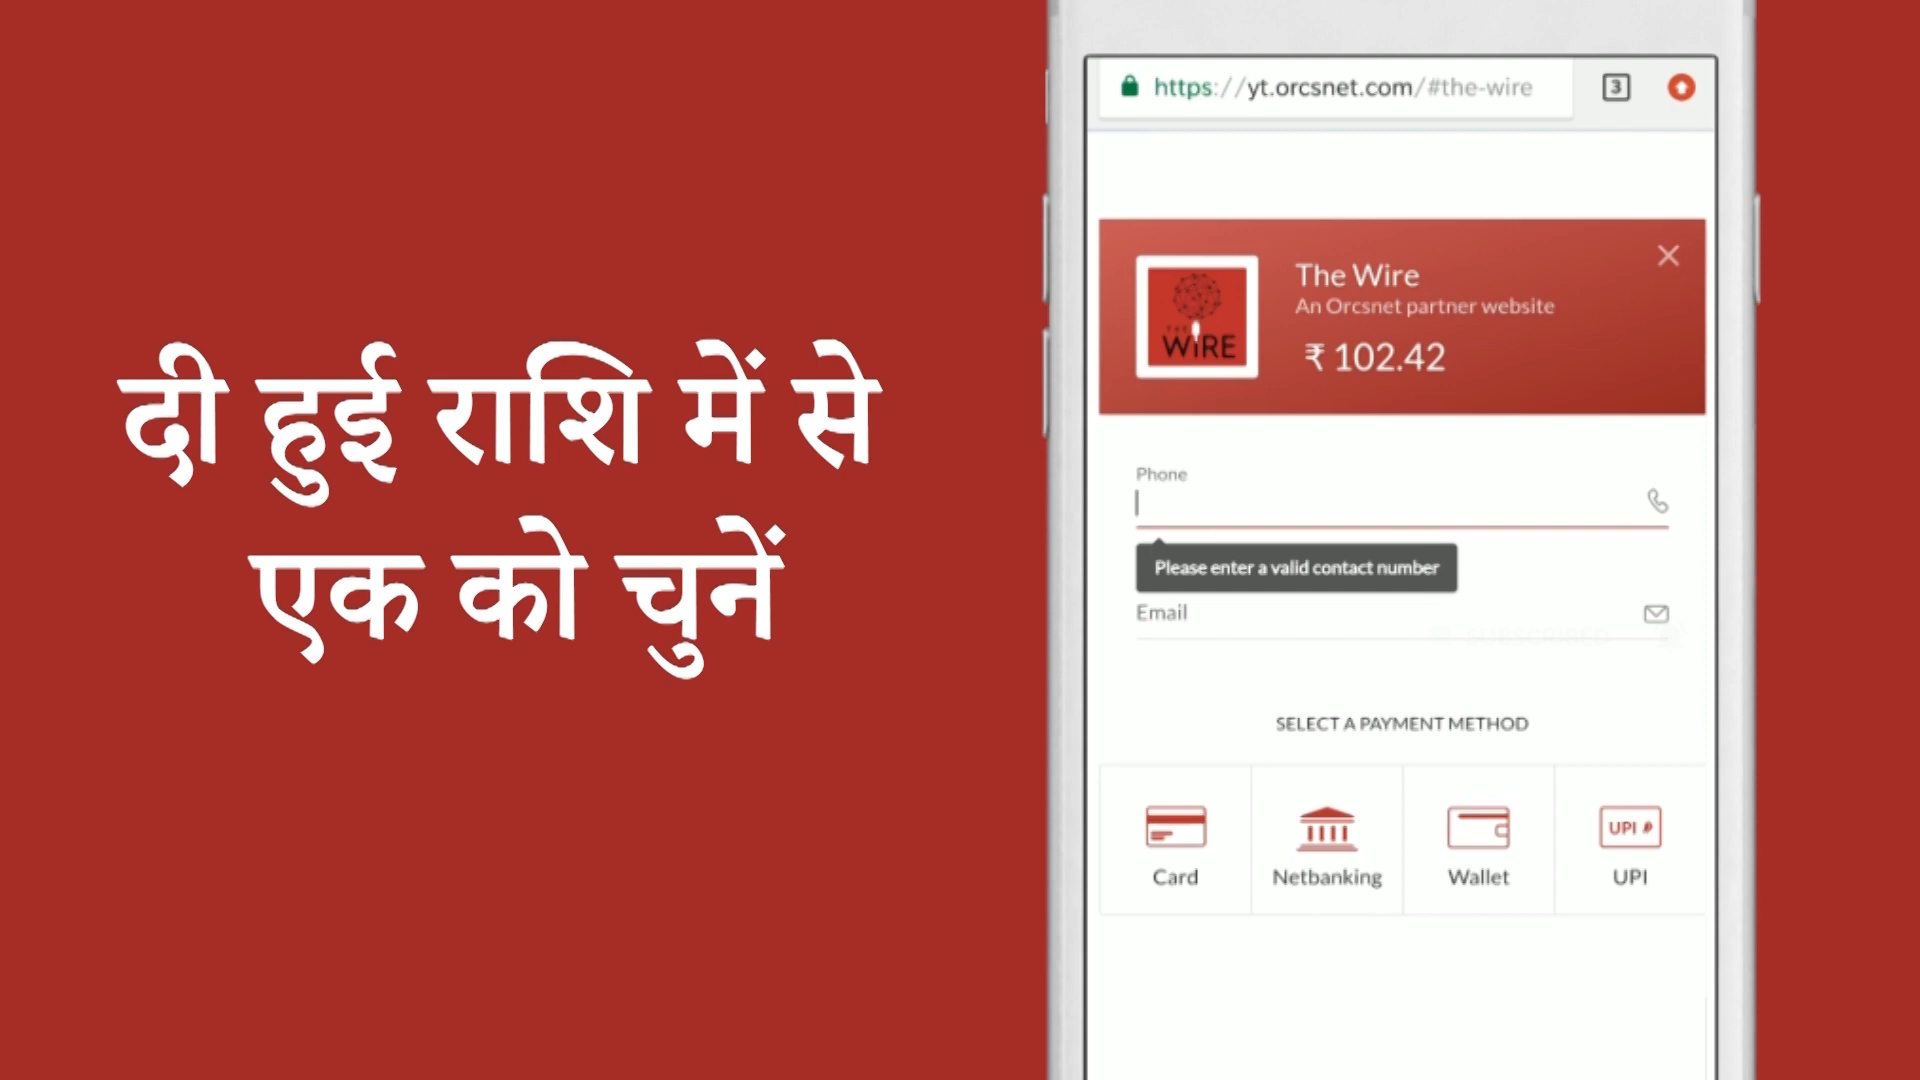 दी हुई राशि में से
एक को चुनें
https://yt.orcsnet.com/#the-wire
3
The Wire
An Orcsnet partner website
₹ 102.42
THE
WIRE
Phone
Please enter a valid contact number
Email
SUBSCRIBED
SELECT A PAYMENT METHOD
Card
Netbanking
Wallet
UPI
UPI